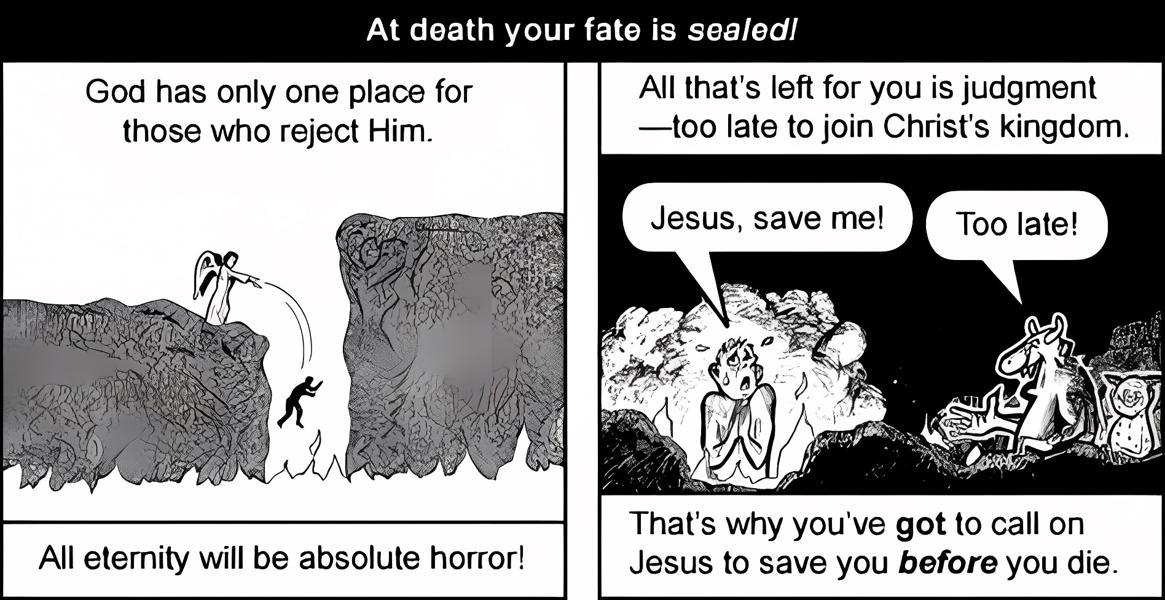 At death your fate is sealed!
God has only one place for
those who reject Him.
All eternity will be absolute horror!
All that's left for you is judgment
—too late to join Christ's kingdom.
Jesus, save me!
Too late!
That's why you've got to call on
Jesus to save you before you die.